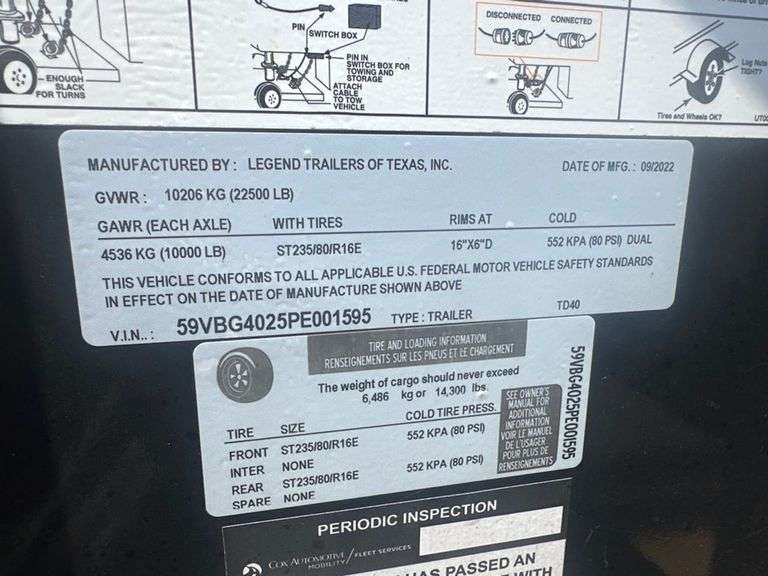 DISCONNECTED CONNECTED
PIN
SWITCH BOX
PIN IN
SWITCH BOX FOR
TOWING AND
STORAGE
ATTACH
CABLE
TO TOW
VEHICLE
ENOUGH
SLACK
FOR TURNS
Lug Nuts
TIGHT?
Tires and Wheels OK?
MANUFACTURED BY : LEGEND TRAILERS OF TEXAS, INC. DATE OF MFG. : 09/2022
GVWR : 10206 KG (22500 LB)
GAWR (EACH AXLE) WITH TIRES RIMS AT COLD
4536 KG (10000 LB) ST235/80/R16E 16"X6"D 552 KPA (80 PSI) DUAL
THIS VEHICLE CONFORMS TO ALL APPLICABLE U.S. FEDERAL MOTOR VEHICLE SAFETY STANDARDS
IN EFFECT ON THE DATE OF MANUFACTURE SHOWN ABOVE
V.I.N.. : 59VBG4025PE001595 TYPE : TRAILER TD40
TIRE AND LOADING INFORMATION
RENSEIGNEMENTS SUR LES PNEUS ET LE CHARGEMENT
The weight of cargo should never exceed
6,486 kg or 14,300 lbs.
TIRE SIZE COLD TIRE PRESS.
FRONT ST235/80/R16E 552 KPA (80 PSI)
INTER NONE
REAR ST235/80/R16E 552 KPA (80 PSI)
SPARE NONE
SEE OWNER'S
MANUAL FOR
ADDITIONAL
INFORMATION
VOIR LE MANUEL
DE L'USAGER
POUR PLUS DE
RENSEIGNEMENTS
59VBG4025PE001595
PERIODIC INSPECTION
COX AUTOMOTIVE MOBILITY / FLEET SERVICES
HAS PASSED AN